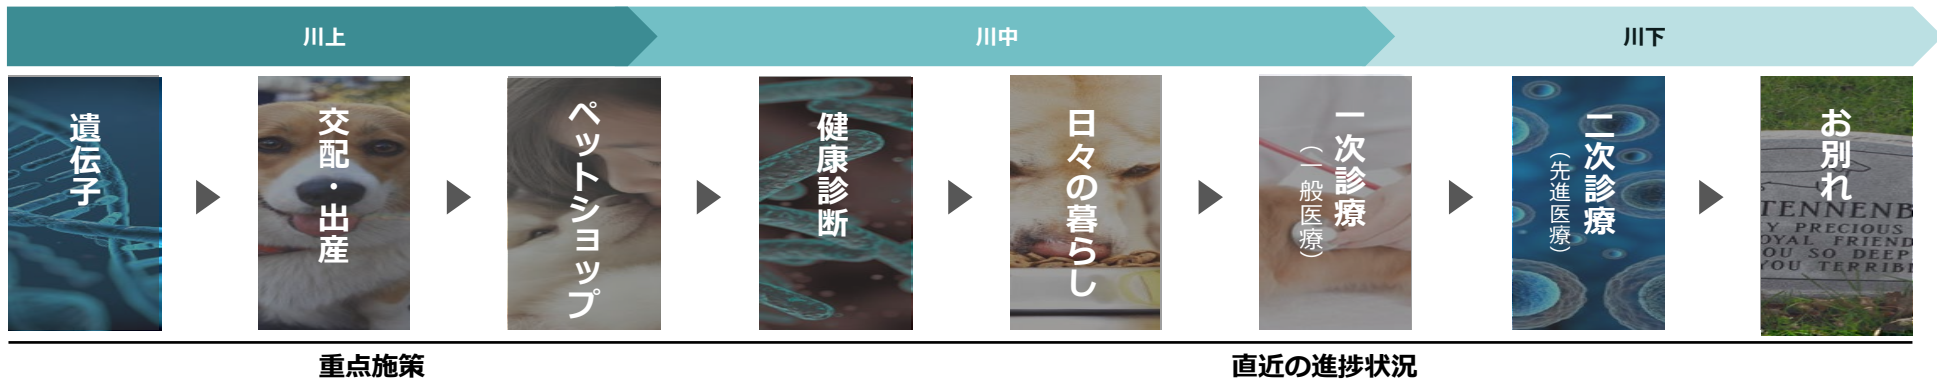 川上
川中
川下
遺伝子
交配・出産
ペットショップ
健康診断
日々の暮らし
一次診療
（一般医療）
二次診療
（先進医療）
お別れ
TENNENB
Y PRECIOUS
OYAL FRIEND
OU SO DEEP
YOU TERRIB
重点施策
直近の進捗状況